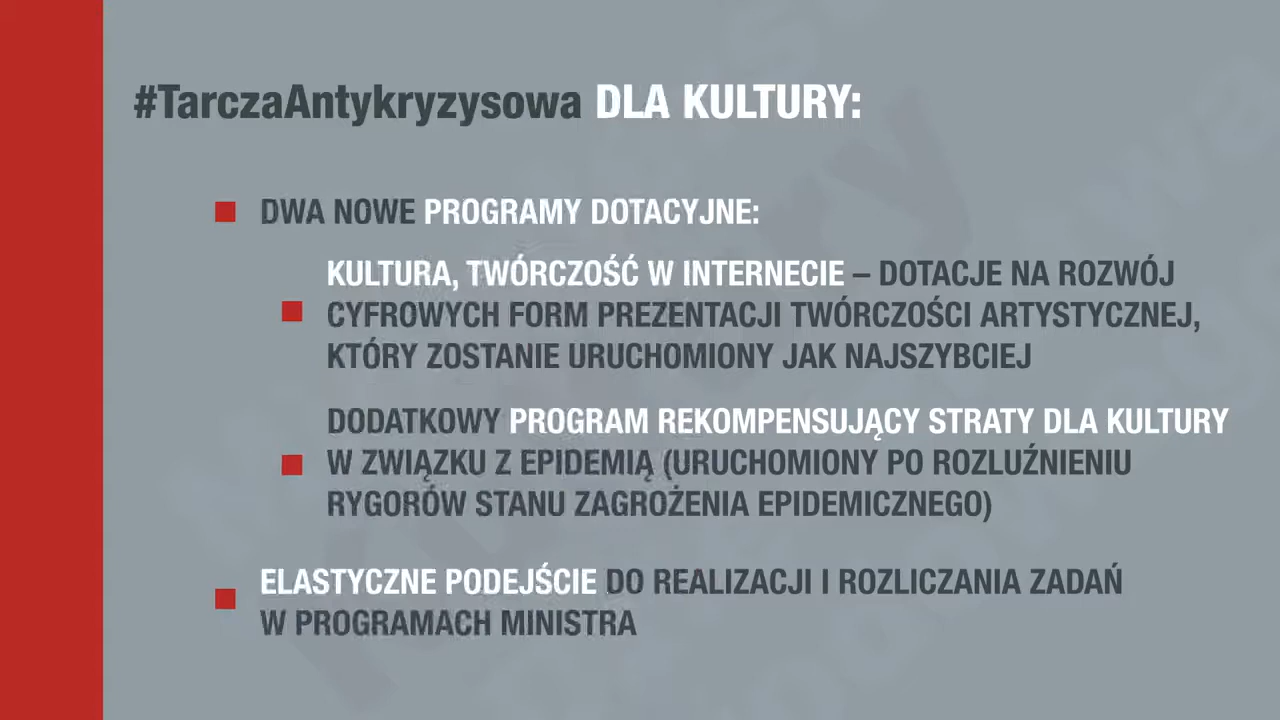 #TarczaAntykryzysowa DLA KULTURY:
DWA NOWE PROGRAMY DOTACYJNE:
KULTURA, TWÓRCZOŚĆ W INTERNECIE – DOTACJE NA ROZWÓJ
CYFROWYCH FORM PREZENTACJI TWÓRCZOŚCI ARTYSTYCZNEJ,
KTÓRY ZOSTANIE URUCHOMIONY JAK NAJSZYBCIEJ
DODATKOWY PROGRAM REKOMPENSUJĄCY STRATY DLA KULTURY
W ZWIĄZKU Z EPIDEMIĄ (URUCHOMIONY PO ROZLUŹNIENIU
RYGORÓW STANU ZAGROŻENIA EPIDEMICZNEGO)
ELASTYCZNE PODEJŚCIE DO REALIZACJI I ROZLICZANIA ZADAŃ
W PROGRAMACH MINISTRA